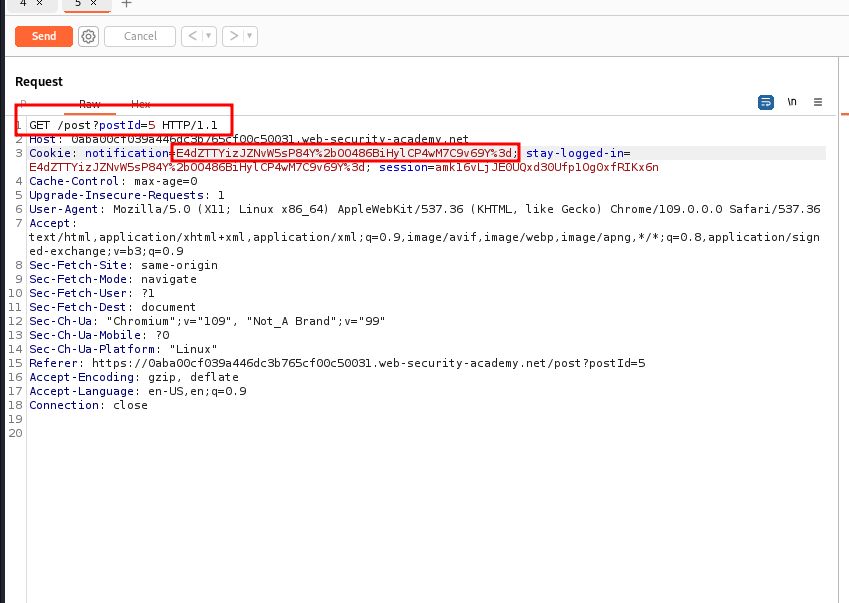 4 × 5 × +
Send Cancel < ▾ > ▾
Request
Raw Hex \n
1 GET /post?postId=5 HTTP/1.1
2 Host: 0aba00cf039a446dc3b765cf00c50031.web-security-academy.net
3 Cookie: notification=E4dZTTYizJZNvW5sP84Y%2b0O486BiHylCP4wM7C9v69Y%3d; stay-logged-in=
E4dZTTYizJZNvW5sP84Y%2b0O486BiHylCP4wM7C9v69Y%3d; session=amk16vLjJE0UQxd3OUfp1Og0xfRIKx6n
4 Cache-Control: max-age=0
5 Upgrade-Insecure-Requests: 1
6 User-Agent: Mozilla/5.0 (X11; Linux x86_64) AppleWebKit/537.36 (KHTML, like Gecko) Chrome/109.0.0.0 Safari/537.36
7 Accept:
text/html,application/xhtml+xml,application/xml;q=0.9,image/avif,image/webp,image/apng,*/*;q=0.8,application/sign
ed-exchange;v=b3;q=0.9
8 Sec-Fetch-Site: same-origin
9 Sec-Fetch-Mode: navigate
10 Sec-Fetch-User: ?1
11 Sec-Fetch-Dest: document
12 Sec-Ch-Ua: "Chromium";v="109", "Not_A Brand";v="99"
13 Sec-Ch-Ua-Mobile: ?0
14 Sec-Ch-Ua-Platform: "Linux"
15 Referer: https://0aba00cf039a446dc3b765cf00c50031.web-security-academy.net/post?postId=5
16 Accept-Encoding: gzip, deflate
17 Accept-Language: en-US,en;q=0.9
18 Connection: close
19
20